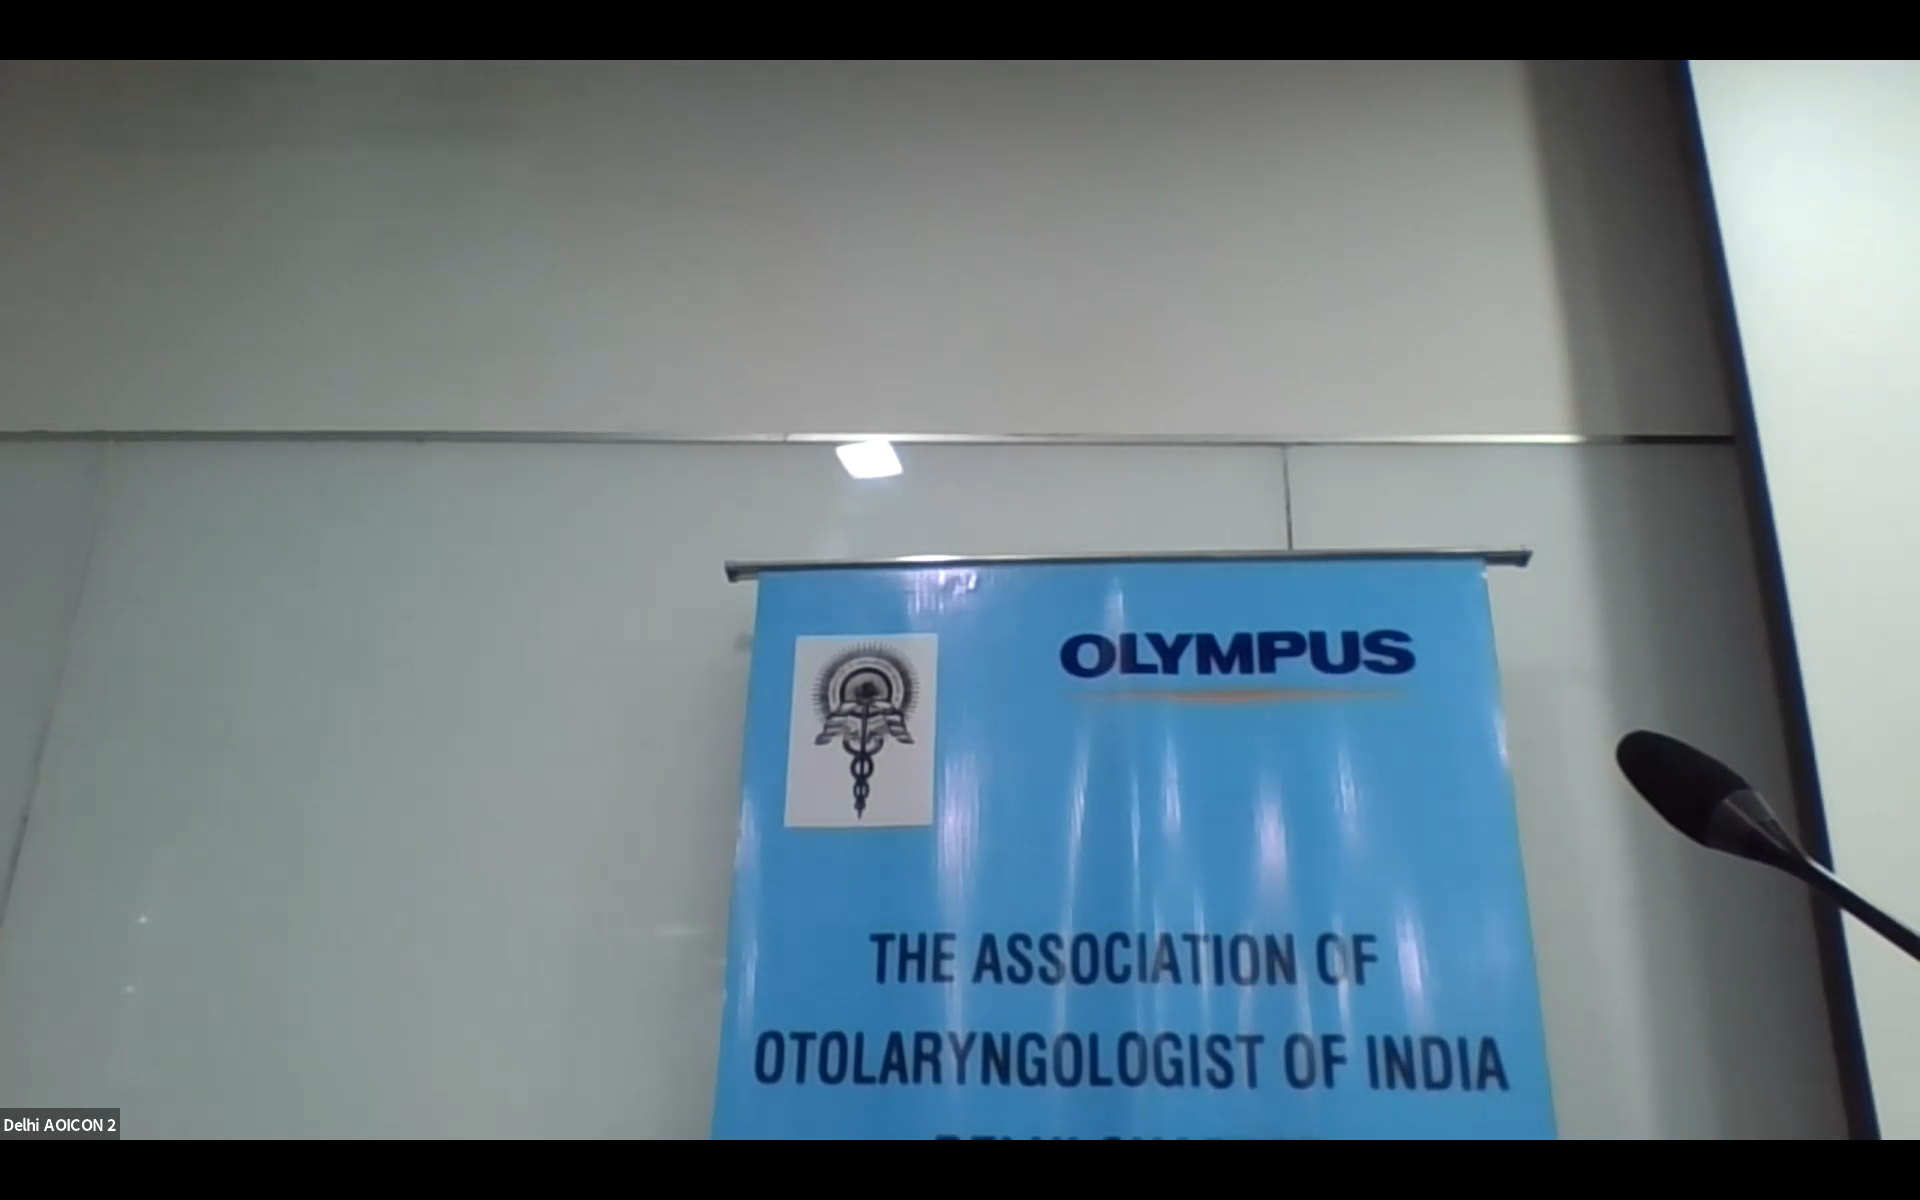 OLYMPUS
THE ASSOCIATION OF
OTOLARYNGOLOGIST OF INDIA
Delhi AOICON 2